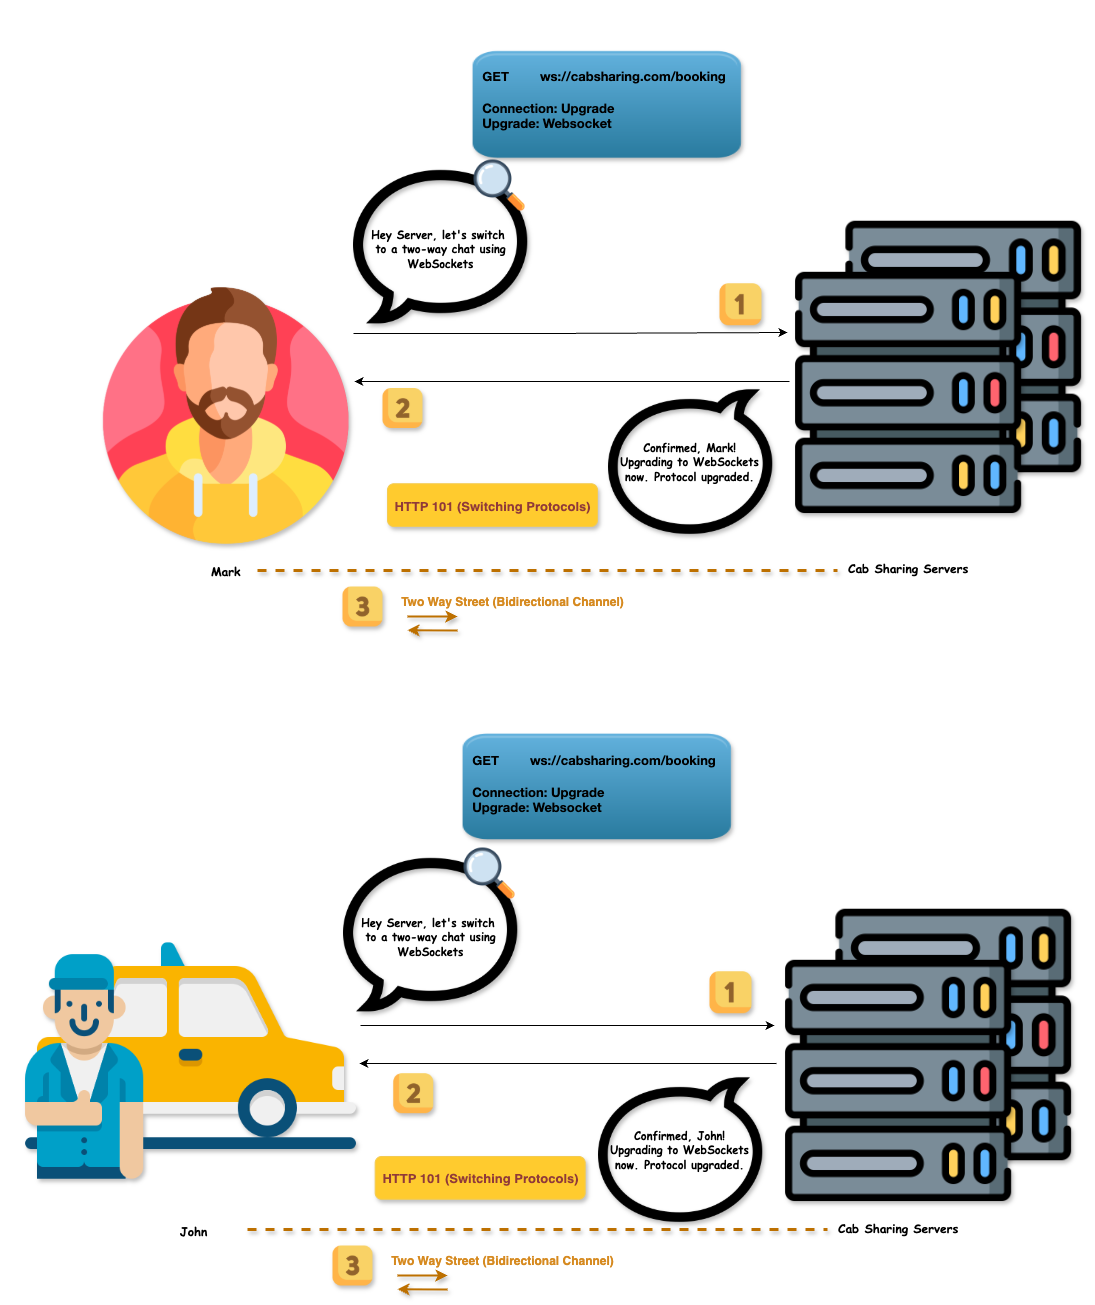 GET ws://cabsharing.com/booking
Connection: Upgrade
Upgrade: Websocket
Hey Server, let's switch
to a two-way chat using
WebSockets
1
2
Confirmed, Mark!
Upgrading to WebSockets
now. Protocol upgraded.
HTTP 101 (Switching Protocols)
Mark
Cab Sharing Servers
3
Two Way Street (Bidirectional Channel)
GET ws://cabsharing.com/booking
Connection: Upgrade
Upgrade: Websocket
Hey Server, let's switch
to a two-way chat using
WebSockets
1
2
Confirmed, John!
Upgrading to WebSockets
now. Protocol upgraded.
HTTP 101 (Switching Protocols)
John
Cab Sharing Servers
3
Two Way Street (Bidirectional Channel)